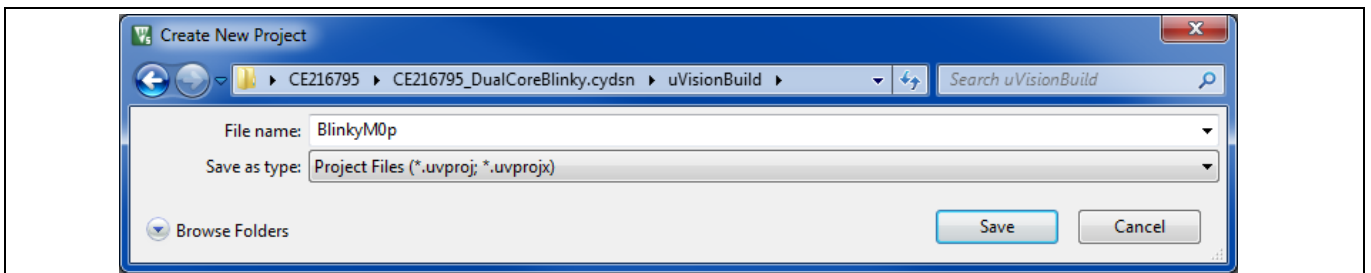 Create New Project
CE216795 CE216795_DualCoreBlinky.cydsn uVisionBuild Search uVisionBuild
File name: BlinkyM0p
Save as type: Project Files (*.uvproj; *.uvprojx)
Browse Folders Save Cancel